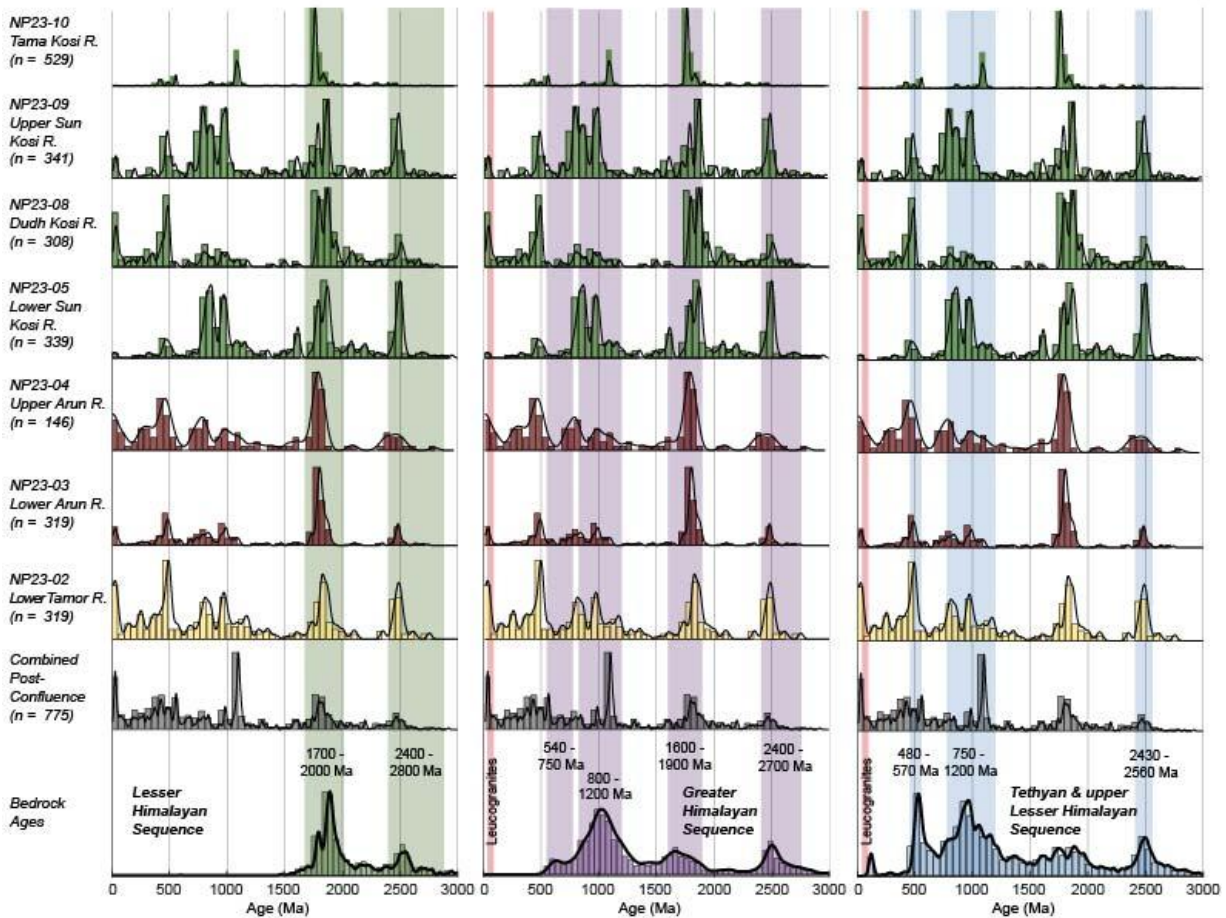 NP23-10
Tama Kosi R.
(n = 529)
NP23-09
Upper Sun
Kosi R.
(n = 341)
NP23-08
Dudh Kosi R.
(n = 308)
NP23-05
Lower Sun
Kosi R.
(n = 339)
NP23-04
Upper Arun R.
(n = 146)
NP23-03
Lower Arun R.
(n = 319)
NP23-02
Lower Tamor R.
(n = 319)
Combined
Post-
Confluence
(n = 775)
Bedrock
Ages
1700 -
2000 Ma
2400 -
2800 Ma
Lesser
Himalayan
Sequence
0 500 1000 1500 2000 2500 3000
Age (Ma)
Leucogranites
540 -
750 Ma
800 -
1200 Ma
1600 -
1900 Ma
2400 -
2700 Ma
Greater
Himalayan
Sequence
0 500 1000 1500 2000 2500 3000
Age (Ma)
Leucogranites
480 -
570 Ma
750 -
1200 Ma
2430 -
2560 Ma
Tethyan & upper
Lesser Himalayan
Sequence
0 500 1000 1500 2000 2500 3000
Age (Ma)